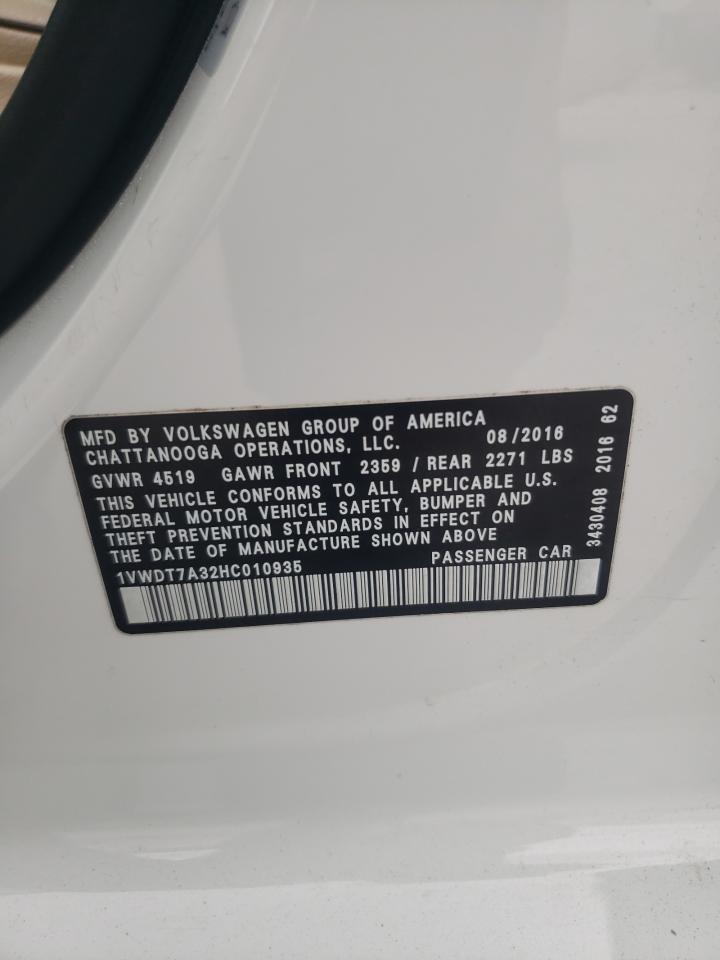 MFD BY VOLKSWAGEN GROUP OF AMERICA
CHATTANOOGA OPERATIONS, LLC. 08/2016
GVWR 4519 GAWR FRONT 2359 / REAR 2271 LBS
THIS VEHICLE CONFORMS TO ALL APPLICABLE U.S.
FEDERAL MOTOR VEHICLE SAFETY, BUMPER AND
THEFT PREVENTION STANDARDS IN EFFECT ON
THE DATE OF MANUFACTURE SHOWN ABOVE
1VWDT7A32HC010935 PASSENGER CAR
3430408 2016 62